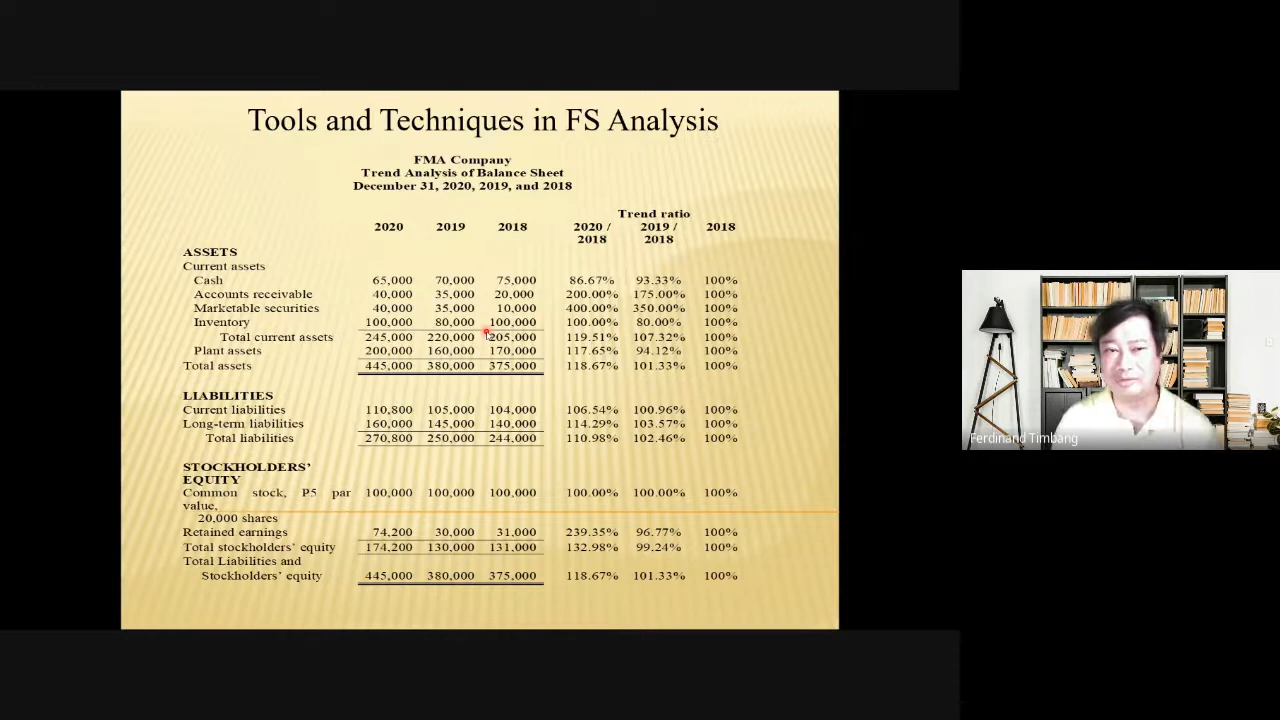 Tools and Techniques in FS Analysis
FMA Company
Trend Analysis of Balance Sheet
December 31, 2020, 2019, and 2018
Trend ratio
2020 2019 2018 2020 / 2019 / 2018
2018 2018
ASSETS
Current assets
Cash 65,000 70,000 75,000 86.67% 93.33% 100%
Accounts receivable 40,000 35,000 20,000 200.00% 175.00% 100%
Marketable securities 40,000 35,000 10,000 400.00% 350.00% 100%
Inventory 100,000 80,000 100,000 100.00% 80.00% 100%
Total current assets 245,000 220,000 205,000 119.51% 107.32% 100%
Plant assets 200,000 160,000 170,000 117.65% 94.12% 100%
Total assets 445,000 380,000 375,000 118.67% 101.33% 100%
LIABILITIES
Current liabilities 110,800 105,000 104,000 106.54% 100.96% 100%
Long-term liabilities 160,000 145,000 140,000 114.29% 103.57% 100%
Total liabilities 270,800 250,000 244,000 110.98% 102.46% 100%
STOCKHOLDERS'
EQUITY
Common stock, P5 par 100,000 100,000 100,000 100.00% 100.00% 100%
value,
20,000 shares
Retained earnings 74,200 30,000 31,000 239.35% 96.77% 100%
Total stockholders' equity 174,200 130,000 131,000 132.98% 99.24% 100%
Total Liabilities and
Stockholders' equity 445,000 380,000 375,000 118.67% 101.33% 100%
Ferdinand Timbang